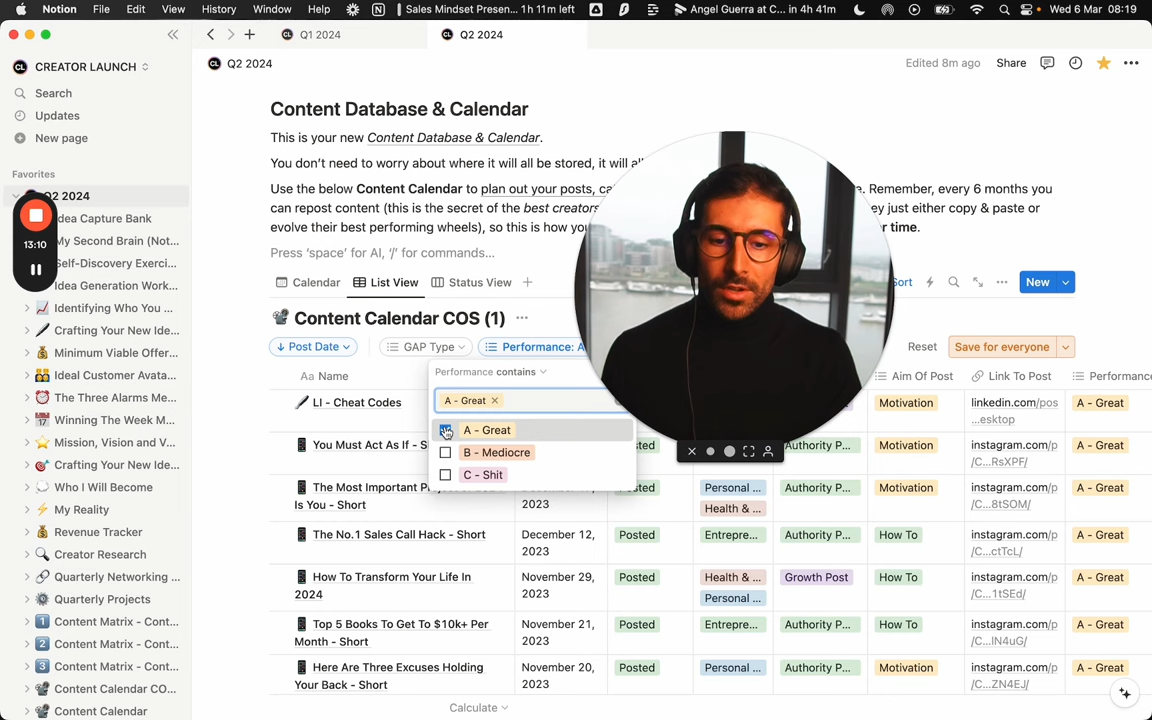 Notion File Edit View History Window Help Sales Mindset Presen... 1h 11m left Angel Guerra at C... in 4h 41m Wed 6 Mar 08:19
Q1 2024
Q2 2024
CL CREATOR LAUNCH
CL Q2 2024
Edited 8m ago Share
Search
Updates
New page
Favorites
Q2 2024
Idea Capture Bank
My Second Brain (Not...
Self-Discovery Exerci...
Idea Generation Work...
Identifying Who You ...
Crafting Your New Ide...
Minimum Viable Offer...
Ideal Customer Avata...
The Three Alarms Me...
Winning The Week M...
Mission, Vision and V...
Crafting Your New Ide...
Who I Will Become
My Reality
Revenue Tracker
Creator Research
Quarterly Networking ...
Quarterly Projects
Content Matrix - Cont...
Content Matrix - Cont...
Content Matrix - Cont...
Content Calendar CO...
Content Calendar
13:10
Content Database & Calendar
This is your new Content Database & Calendar.
You don't need to worry about where it will all be stored, it will all
Use the below Content Calendar to plan out your posts, ca e. Remember, every 6 months you
can repost content (this is the secret of the best creators ey just either copy & paste or
evolve their best performing wheels), so this is how you r time.
Press 'space' for AI, '/' for commands...
Calendar List View Status View Sort New
Content Calendar COS (1)
Post Date GAP Type Performance: A Reset Save for everyone
Performance contains
A - Great
A - Great
B - Mediocre
C - Shit
Aa Name Aim Of Post Link To Post Performance
LI - Cheat Codes Motivation linkedin.com/pos...esktop A - Great
You Must Act As If - S sted Authority P... Motivation instagram.com/p/C...RsXPF/ A - Great
The Most Important Is You - Short 2023 sted Personal ... Health & ... Authority P... Motivation instagram.com/p/C...8tSOM/ A - Great
The No.1 Sales Call Hack - Short December 12, 2023 Posted Entrepre... Authority P... How To instagram.com/p/C...ctTcL/ A - Great
How To Transform Your Life In 2024 November 29, 2023 Posted Health & ... Personal ... Growth Post How To instagram.com/p/C...1tSEd/ A - Great
Top 5 Books To Get To $10k+ Per Month - Short November 21, 2023 Posted Entrepre... Authority P... How To instagram.com/p/C...lN4uG/ A - Great
Here Are Three Excuses Holding Your Back - Short November 20, 2023 Posted Personal ... Authority P... Motivation instagram.com/p/C...ZN4EJ/ A - Great
Calculate